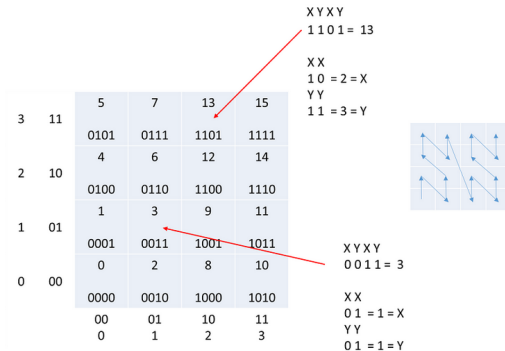 X Y X Y
1 1 0 1 = 13
X X
1 0 = 2 = X
Y Y
1 1 = 3 = Y
5 7 13 15
3 11
0101 0111 1101 1111
4 6 12 14
2 10
0100 0110 1100 1110
1 3 9 11
1 01
0001 0011 1001 1011
0 2 8 10
0 00
0000 0010 1000 1010
00 01 10 11
0 1 2 3
X Y X Y
0 0 1 1 = 3
X X
0 1 = 1 = X
Y Y
0 1 = 1 = Y